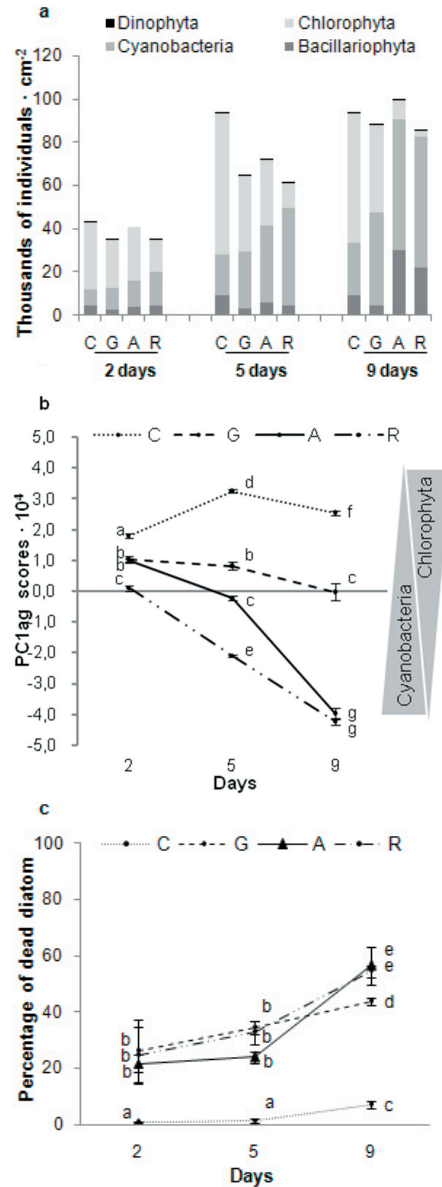 a
Dinophyta Chlorophyta
Cyanobacteria Bacillariophyta
Thousands of individuals · cm-2
120
100
80
60
40
20
0
C G A R C G A R C G A R
2 days 5 days 9 days
b
C G A R
PC1ag scores · 10⁴
5,0
4,0
3,0
2,0
1,0
0,0
-1,0
-2,0
-3,0
-4,0
-5,0
a
b
b
c
d
b
c
e
f
c
g
g
Cyanobacteria
Chlorophyta
2 5 9
Days
c
C G A R
Percentage of dead diatom
100
80
60
40
20
0
b
b
b
a
b
b
b
a
e
e
d
c
2 5 9
Days